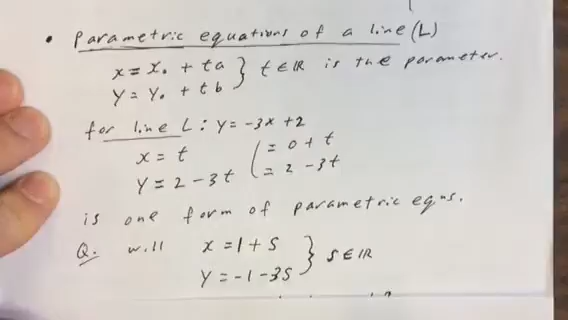 • Parametric equations of a line (L)
x = x₀ + ta } t ∈ ℝ is the parameter.
y = y₀ + tb
for line L : y = -3x + 2
x = t ( = 0 + t
y = 2 - 3t ( = 2 - 3t
is one form of parametric eqns.
Q. will x = 1 + s } s ∈ ℝ
y = -1 - 3s